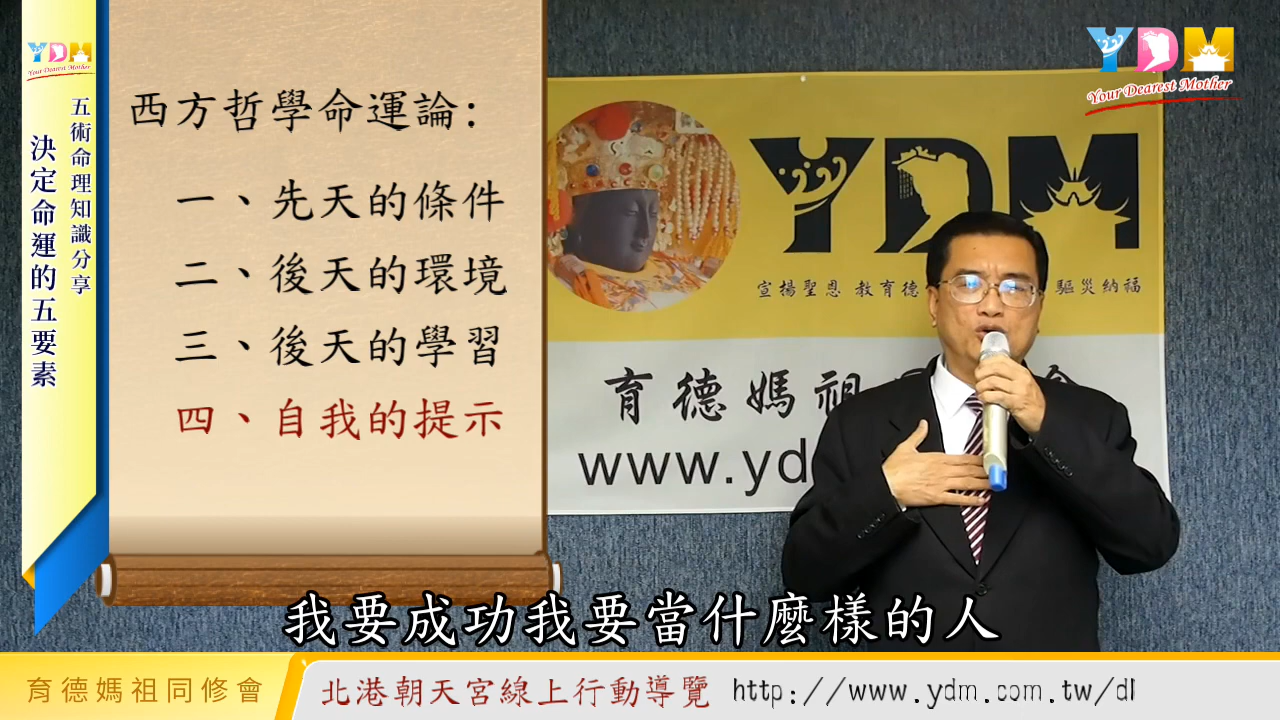 YDM
Your Dearest Mother
五術命理知識分享
決定命運的五要素
西方哲學命運論:
一、先天的條件
二、後天的環境
三、後天的學習
四、自我的提示
YDM
Your Dearest Mother
YDM
宣揚聖恩 教育德 驅災納福
育德媽祖
www.yd
我要成功我要當什麼樣的人
育德媽祖同修會
北港朝天宮線上行動導覽 http://www.ydm.com.tw/dl